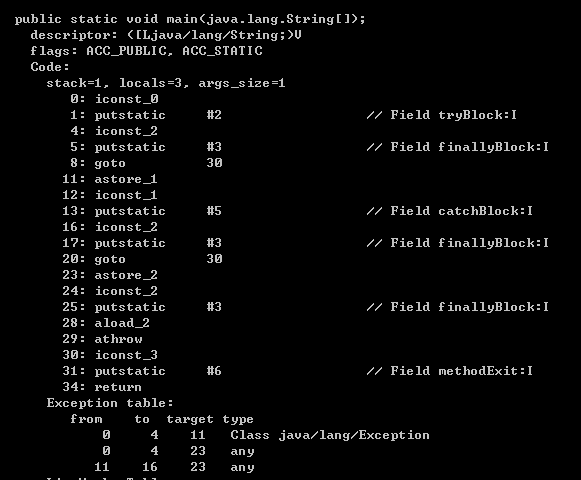 public static void main(java.lang.String[]);
descriptor: ([Ljava/lang/String;)V
flags: ACC_PUBLIC, ACC_STATIC
Code:
stack=1, locals=3, args_size=1
0: iconst_0
1: putstatic #2 // Field tryBlock:I
4: iconst_2
5: putstatic #3 // Field finallyBlock:I
8: goto 30
11: astore_1
12: iconst_1
13: putstatic #5 // Field catchBlock:I
16: iconst_2
17: putstatic #3 // Field finallyBlock:I
20: goto 30
23: astore_2
24: iconst_2
25: putstatic #3 // Field finallyBlock:I
28: aload_2
29: athrow
30: iconst_3
31: putstatic #6 // Field methodExit:I
34: return
Exception table:
from to target type
0 4 11 Class java/lang/Exception
0 4 23 any
11 16 23 any